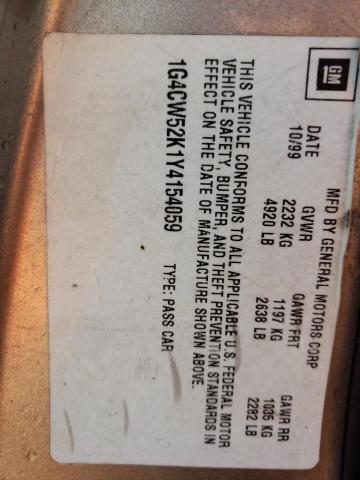 GM
MFD BY GENERAL MOTORS CORP
DATE GVWR GAWR FRT GAWR RR
10/99 2232 KG 1197 KG 1035 KG
4920 LB 2638 LB 2282 LB
THIS VEHICLE CONFORMS TO ALL APPLICABLE U.S. FEDERAL MOTOR
VEHICLE SAFETY, BUMPER, AND THEFT PREVENTION STANDARDS IN
EFFECT ON THE DATE OF MANUFACTURE SHOWN ABOVE.
1G4CW52K1Y4154059 TYPE: PASS CAR